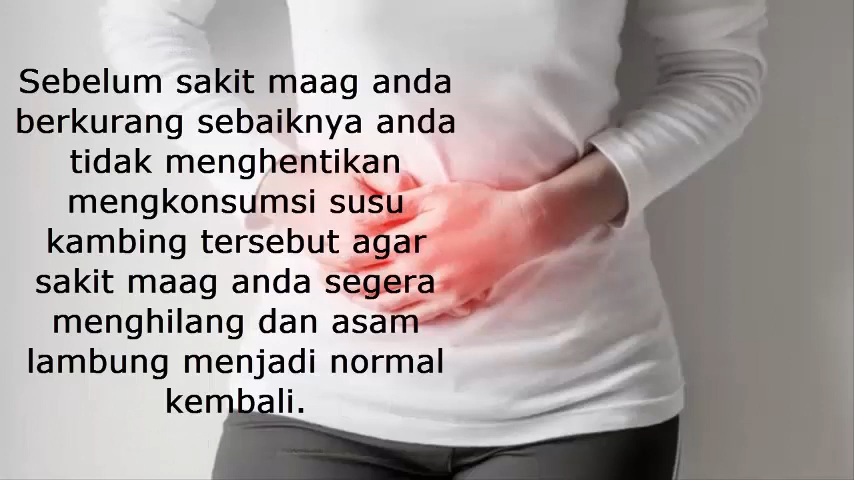 Sebelum sakit maag anda
berkurang sebaiknya anda
tidak menghentikan
mengkonsumsi susu
kambing tersebut agar
sakit maag anda segera
menghilang dan asam
lambung menjadi normal
kembali.